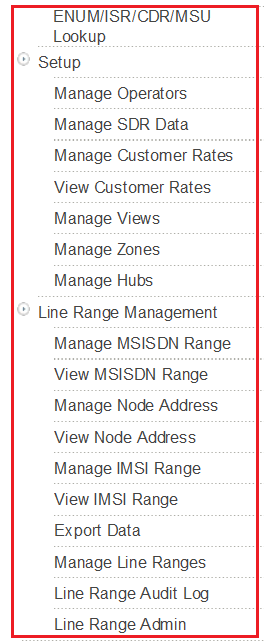 ENUM/ISR/CDR/MSU
Lookup
Setup
Manage Operators
Manage SDR Data
Manage Customer Rates
View Customer Rates
Manage Views
Manage Zones
Manage Hubs
Line Range Management
Manage MSISDN Range
View MSISDN Range
Manage Node Address
View Node Address
Manage IMSI Range
View IMSI Range
Export Data
Manage Line Ranges
Line Range Audit Log
Line Range Admin